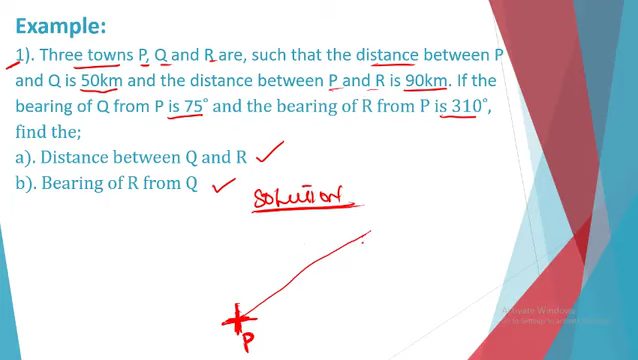 Example:
1). Three towns P, Q and R are, such that the distance between P
and Q is 50km and the distance between P and R is 90km. If the
bearing of Q from P is 75° and the bearing of R from P is 310°,
find the;
a). Distance between Q and R
b). Bearing of R from Q
SOLUTION
P
Activate Windows